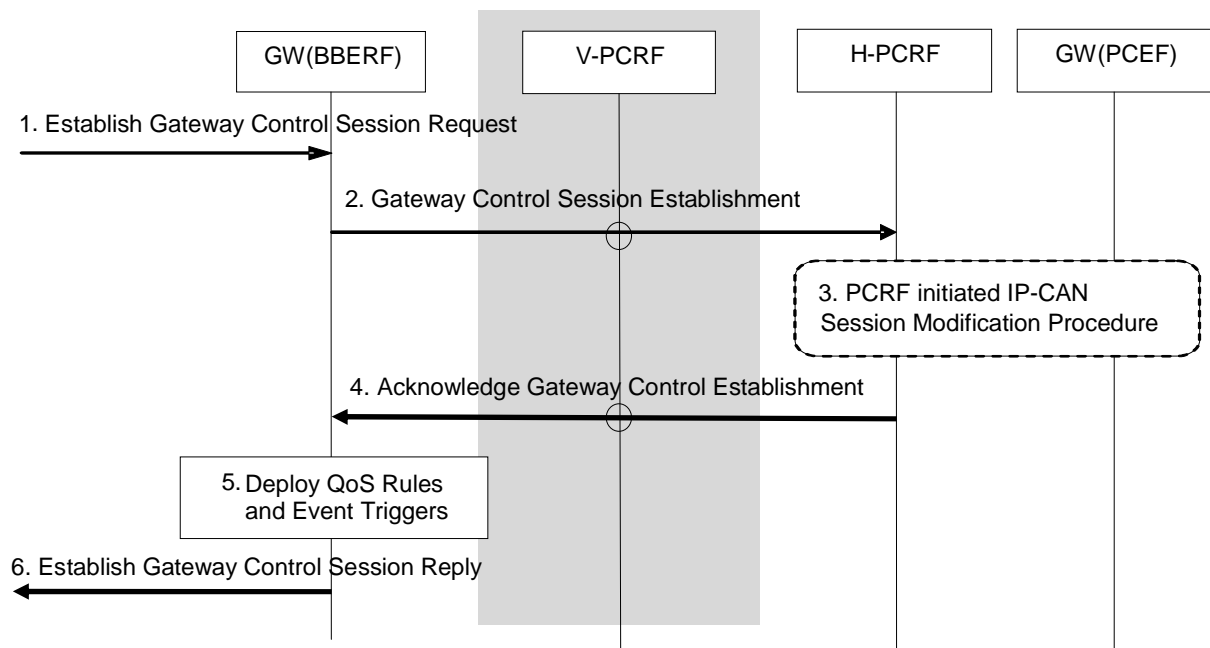 GW(BBERF)
V-PCRF
H-PCRF
GW(PCEF)
1. Establish Gateway Control Session Request
2. Gateway Control Session Establishment
3. PCRF initiated IP-CAN
Session Modification Procedure
4. Acknowledge Gateway Control Establishment
5. Deploy QoS Rules
and Event Triggers
6. Establish Gateway Control Session Reply